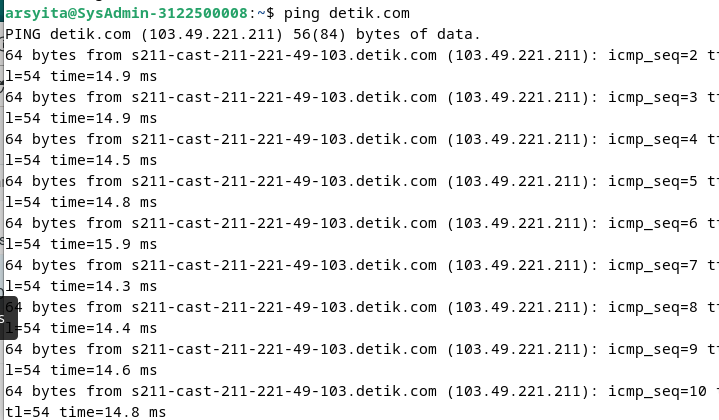 arsyita@SysAdmin-3122500008:~$ ping detik.com
PING detik.com (103.49.221.211) 56(84) bytes of data.
64 bytes from s211-cast-211-221-49-103.detik.com (103.49.221.211): icmp_seq=2 tt
l=54 time=14.9 ms
64 bytes from s211-cast-211-221-49-103.detik.com (103.49.221.211): icmp_seq=3 tt
l=54 time=14.9 ms
64 bytes from s211-cast-211-221-49-103.detik.com (103.49.221.211): icmp_seq=4 tt
l=54 time=14.5 ms
64 bytes from s211-cast-211-221-49-103.detik.com (103.49.221.211): icmp_seq=5 tt
l=54 time=14.8 ms
64 bytes from s211-cast-211-221-49-103.detik.com (103.49.221.211): icmp_seq=6 tt
l=54 time=15.9 ms
64 bytes from s211-cast-211-221-49-103.detik.com (103.49.221.211): icmp_seq=7 tt
l=54 time=14.3 ms
64 bytes from s211-cast-211-221-49-103.detik.com (103.49.221.211): icmp_seq=8 tt
l=54 time=14.4 ms
64 bytes from s211-cast-211-221-49-103.detik.com (103.49.221.211): icmp_seq=9 tt
l=54 time=14.6 ms
64 bytes from s211-cast-211-221-49-103.detik.com (103.49.221.211): icmp_seq=10 t
tl=54 time=14.8 ms